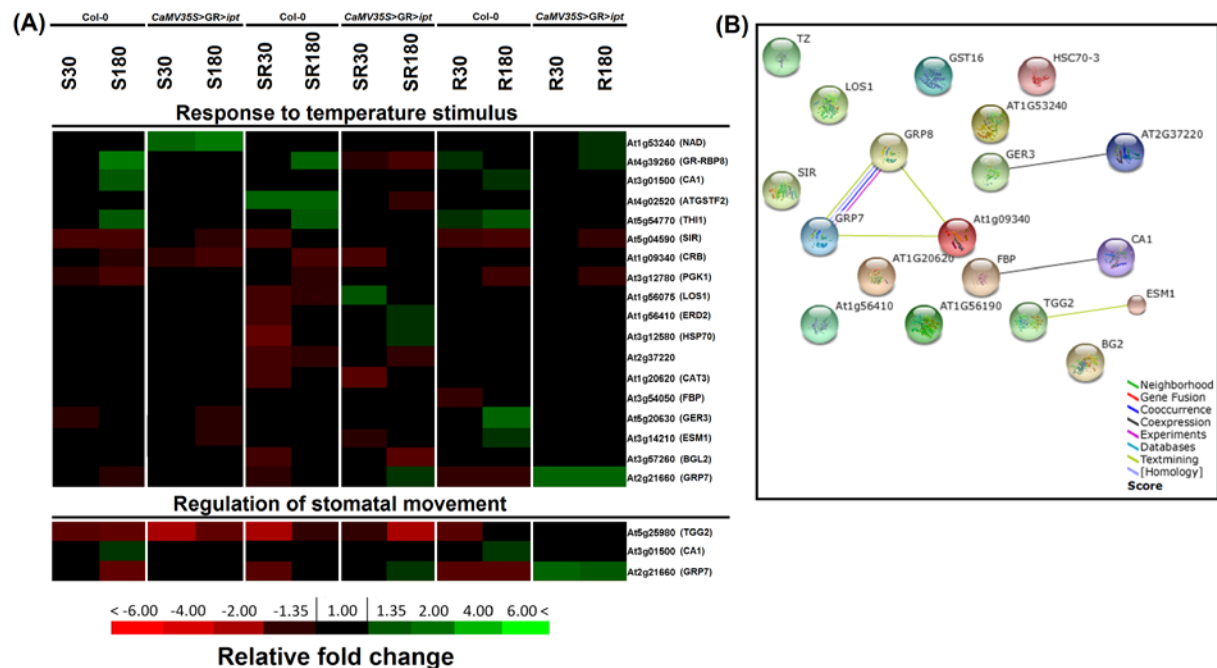 (A)
Col-0 CaMV35S>GR>ipt Col-0 CaMV35S>GR>ipt Col-0 CaMV35S>GR>ipt
S30 S180 S30 S180 SR30 SR180 SR30 SR180 R30 R180 R30 R180
Response to temperature stimulus
At1g53240 (NAD)
At4g39260 (GR-RBP8)
At3g01500 (CA1)
At4g02520 (ATGSTF2)
At5g54770 (THI1)
At5g04590 (SIR)
At1g09340 (CRB)
At3g12780 (PGK1)
At1g56075 (LOS1)
At1g56410 (ERD2)
At3g12580 (HSP70)
At2g37220
At1g20620 (CAT3)
At3g54050 (FBP)
At5g20630 (GER3)
At3g14210 (ESM1)
At3g57260 (BGL2)
At2g21660 (GRP7)
Regulation of stomatal movement
At5g25980 (TGG2)
At3g01500 (CA1)
At2g21660 (GRP7)
< -6.00 -4.00 -2.00 -1.35 1.00 1.35 2.00 4.00 6.00 <
Relative fold change
(B)
TZ
GST16
HSC70-3
LOS1
AT1G53240
GRP8
AT2G37220
GER3
SIR
GRP7
At1g09340
CA1
AT1G20620
FBP
ESM1
At1g56410
AT1G56190
TGG2
BG2
Neighborhood
Gene Fusion
Cooccurrence
Coexpression
Experiments
Databases
Textmining
[Homology]
Score